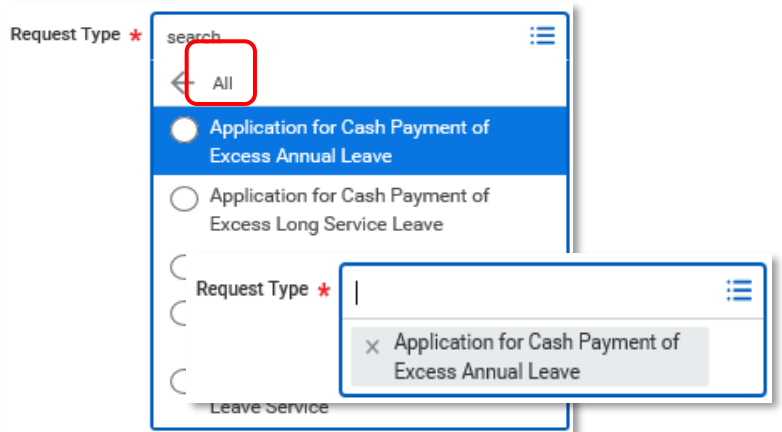 Request Type * search
All
Application for Cash Payment of
Excess Annual Leave
Application for Cash Payment of
Excess Long Service Leave
Request Type *
× Application for Cash Payment of
Excess Annual Leave
Leave Service